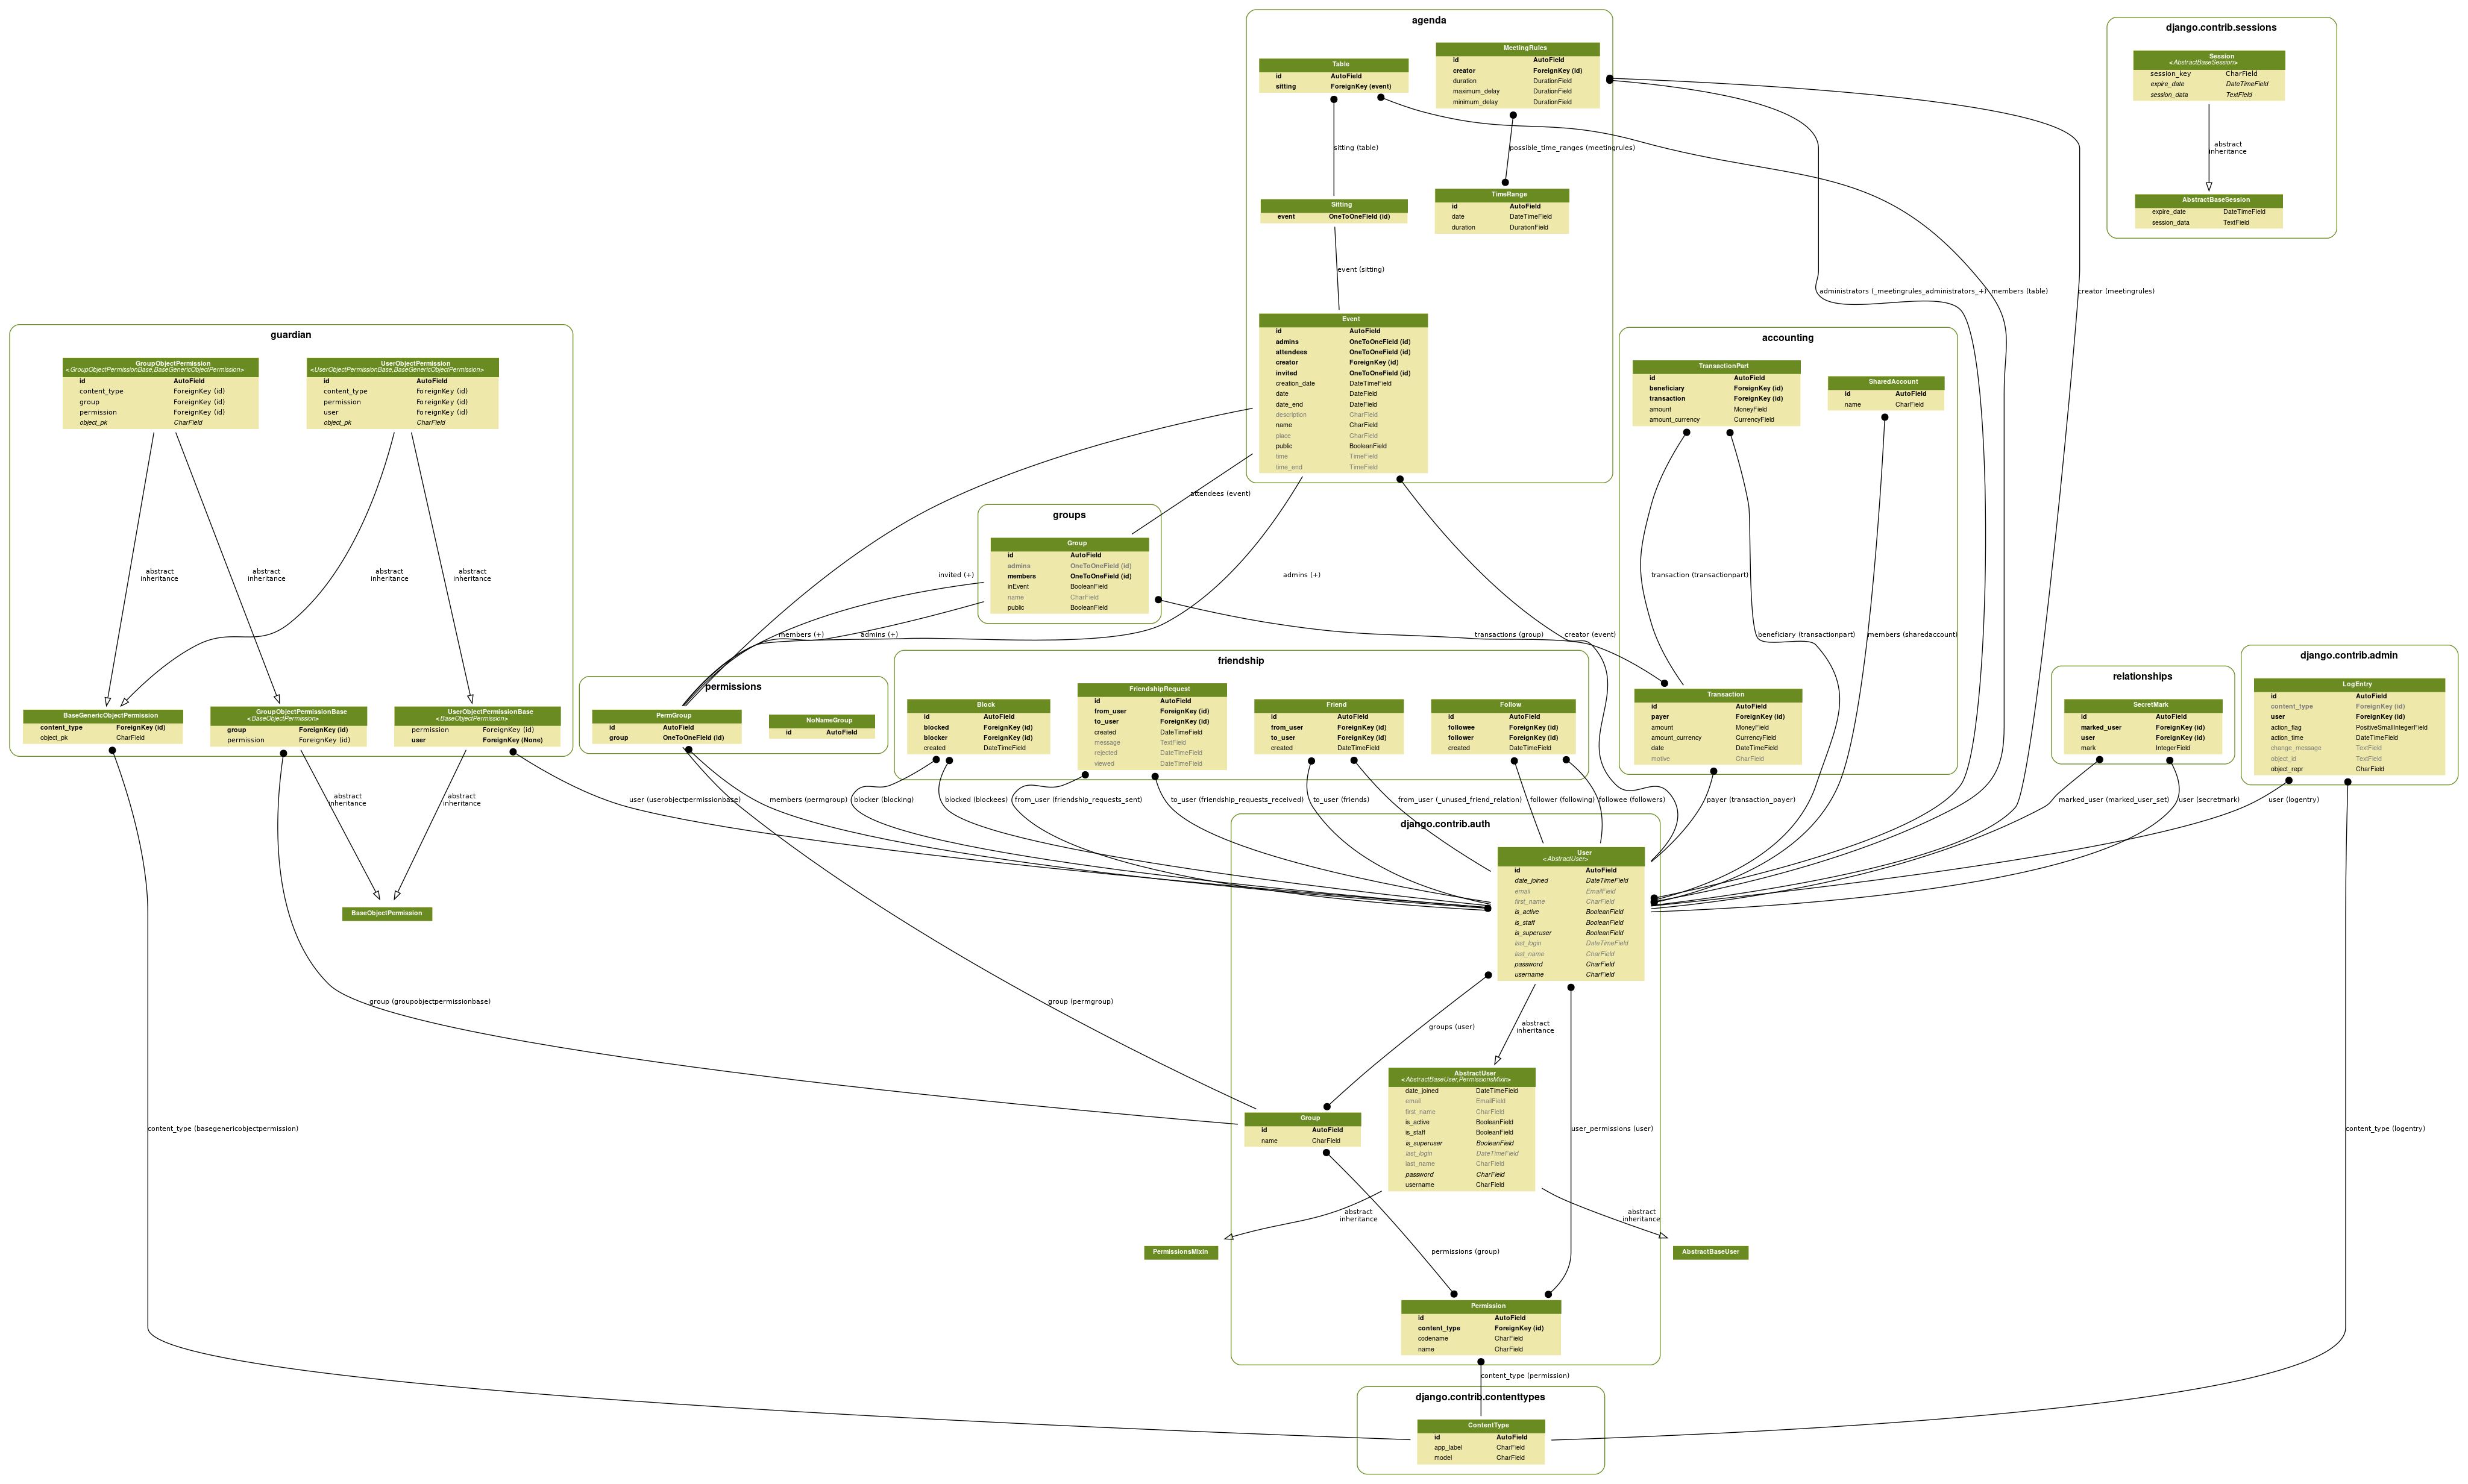 agenda
Table
id AutoField
sitting ForeignKey (event)
MeetingRules
id AutoField
creator ForeignKey (id)
duration DurationField
maximum_delay DurationField
minimum_delay DurationField
sitting (table)
possible_time_ranges (meetingrules)
Sitting
event OneToOneField (id)
TimeRange
id AutoField
date DateTimeField
duration DurationField
event (sitting)
Event
id AutoField
admins OneToOneField (id)
attendees OneToOneField (id)
creator ForeignKey (id)
invited OneToOneField (id)
creation_date DateTimeField
date DateField
date_end DateField
description CharField
name CharField
place CharField
public BooleanField
time TimeField
time_end TimeField
django.contrib.sessions
Session
<AbstractBaseSession>
session_key CharField
expire_date DateTimeField
session_data TextField
abstract
inheritance
AbstractBaseSession
expire_date DateTimeField
session_data TextField
administrators (_meetingrules_administrators_+)
members (table)
creator (meetingrules)
guardian
GroupObjectPermission
<GroupObjectPermissionBase,BaseGenericObjectPermission>
id AutoField
content_type ForeignKey (id)
group ForeignKey (id)
permission ForeignKey (id)
object_pk CharField
UserObjectPermission
<UserObjectPermissionBase,BaseGenericObjectPermission>
id AutoField
content_type ForeignKey (id)
permission ForeignKey (id)
user ForeignKey (id)
object_pk CharField
abstract
inheritance
abstract
inheritance
abstract
inheritance
abstract
inheritance
BaseGenericObjectPermission
content_type ForeignKey (id)
object_pk CharField
GroupObjectPermissionBase
<BaseObjectPermission>
group ForeignKey (id)
permission ForeignKey (id)
UserObjectPermissionBase
<BaseObjectPermission>
permission ForeignKey (id)
user ForeignKey (None)
accounting
TransactionPart
id AutoField
beneficiary ForeignKey (id)
transaction ForeignKey (id)
amount MoneyField
amount_currency CurrencyField
SharedAccount
id AutoField
name CharField
transaction (transactionpart)
beneficiary (transactionpart)
members (sharedaccount)
Transaction
id AutoField
payer ForeignKey (id)
amount MoneyField
amount_currency CurrencyField
date DateTimeField
motive CharField
attendees (event)
groups
Group
id AutoField
admins OneToOneField (id)
members OneToOneField (id)
inEvent BooleanField
name CharField
public BooleanField
invited (+)
admins (+)
members (+)
admins (+)
transactions (group)
creator (event)
permissions
PermGroup
id AutoField
group OneToOneField (id)
NoNameGroup
id AutoField
friendship
Block
id AutoField
blocked ForeignKey (id)
blocker ForeignKey (id)
created DateTimeField
FriendshipRequest
id AutoField
from_user ForeignKey (id)
to_user ForeignKey (id)
created DateTimeField
message TextField
rejected DateTimeField
viewed DateTimeField
Friend
id AutoField
from_user ForeignKey (id)
to_user ForeignKey (id)
created DateTimeField
Follow
id AutoField
followee ForeignKey (id)
follower ForeignKey (id)
created DateTimeField
relationships
SecretMark
id AutoField
marked_user ForeignKey (id)
user ForeignKey (id)
mark IntegerField
django.contrib.admin
LogEntry
id AutoField
content_type ForeignKey (id)
user ForeignKey (id)
action_flag PositiveSmallIntegerField
action_time DateTimeField
change_message TextField
object_id TextField
object_repr CharField
abstract
inheritance
abstract
inheritance
user (userobjectpermissionbase)
members (permgroup)
blocker (blocking)
blocked (blockees)
from_user (friendship_requests_sent)
to_user (friendship_requests_received)
to_user (friends)
from_user (_unused_friend_relation)
follower (following)
followee (followers)
payer (transaction_payer)
marked_user (marked_user_set)
user (secretmark)
user (logentry)
BaseObjectPermission
django.contrib.auth
User
<AbstractUser>
id AutoField
date_joined DateTimeField
email EmailField
first_name CharField
is_active BooleanField
is_staff BooleanField
is_superuser BooleanField
last_login DateTimeField
last_name CharField
password CharField
username CharField
group (groupobjectpermissionbase)
group (permgroup)
groups (user)
abstract
inheritance
AbstractUser
<AbstractBaseUser,PermissionsMixin>
date_joined DateTimeField
email EmailField
first_name CharField
is_active BooleanField
is_staff BooleanField
is_superuser BooleanField
last_login DateTimeField
last_name CharField
password CharField
username CharField
Group
id AutoField
name CharField
content_type (basegenericobjectpermission)
user_permissions (user)
content_type (logentry)
abstract
inheritance
abstract
inheritance
PermissionsMixin
permissions (group)
AbstractBaseUser
Permission
id AutoField
content_type ForeignKey (id)
codename CharField
name CharField
content_type (permission)
django.contrib.contenttypes
ContentType
id AutoField
app_label CharField
model CharField